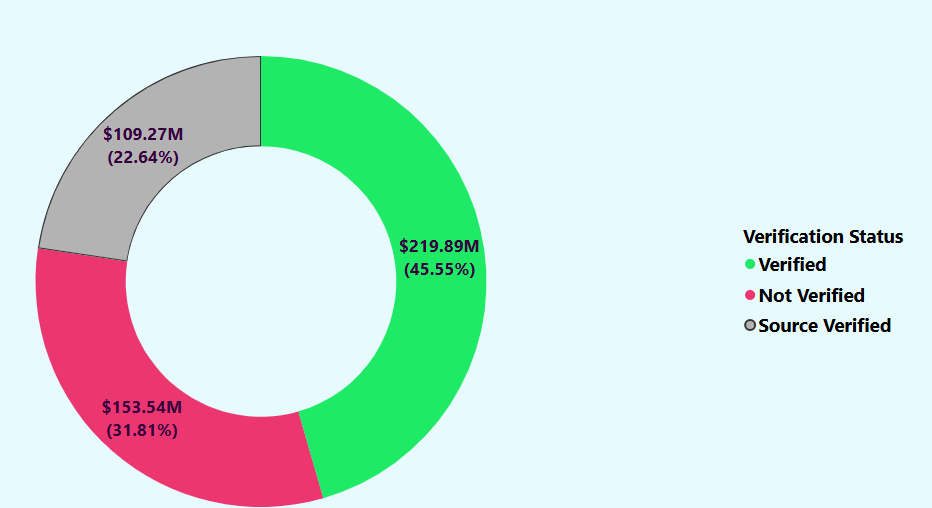 $109.27M
(22.64%)
$219.89M
(45.55%)
$153.54M
(31.81%)
Verification Status
Verified
Not Verified
Source Verified